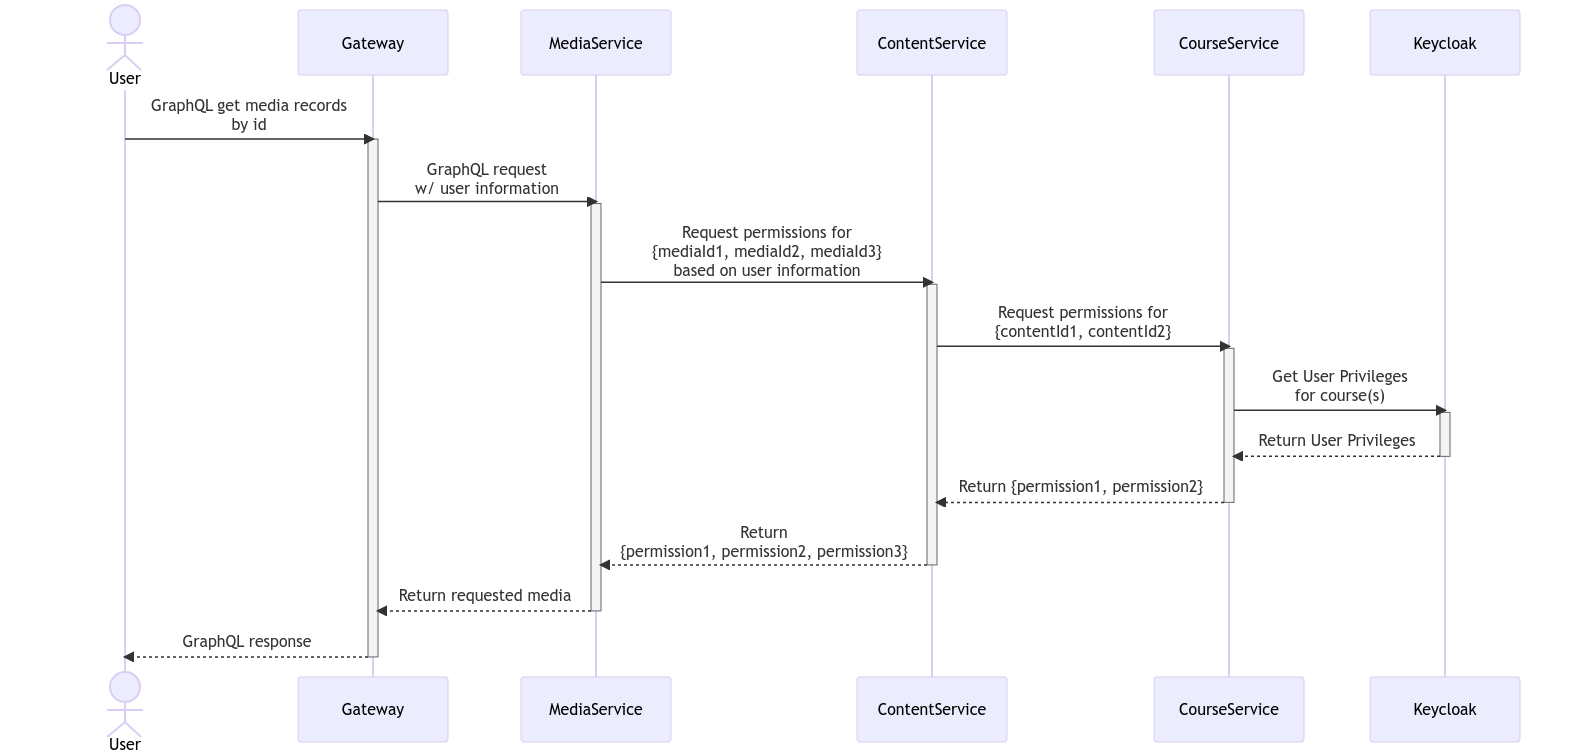 User
Gateway
MediaService
ContentService
CourseService
Keycloak
GraphQL get media records
by id
GraphQL request
w/ user information
Request permissions for
{mediaId1, mediaId2, mediaId3}
based on user information
Request permissions for
{contentId1, contentId2}
Get User Privileges
for course(s)
Return User Privileges
Return {permission1, permission2}
Return
{permission1, permission2, permission3}
Return requested media
GraphQL response
User
Gateway
MediaService
ContentService
CourseService
Keycloak